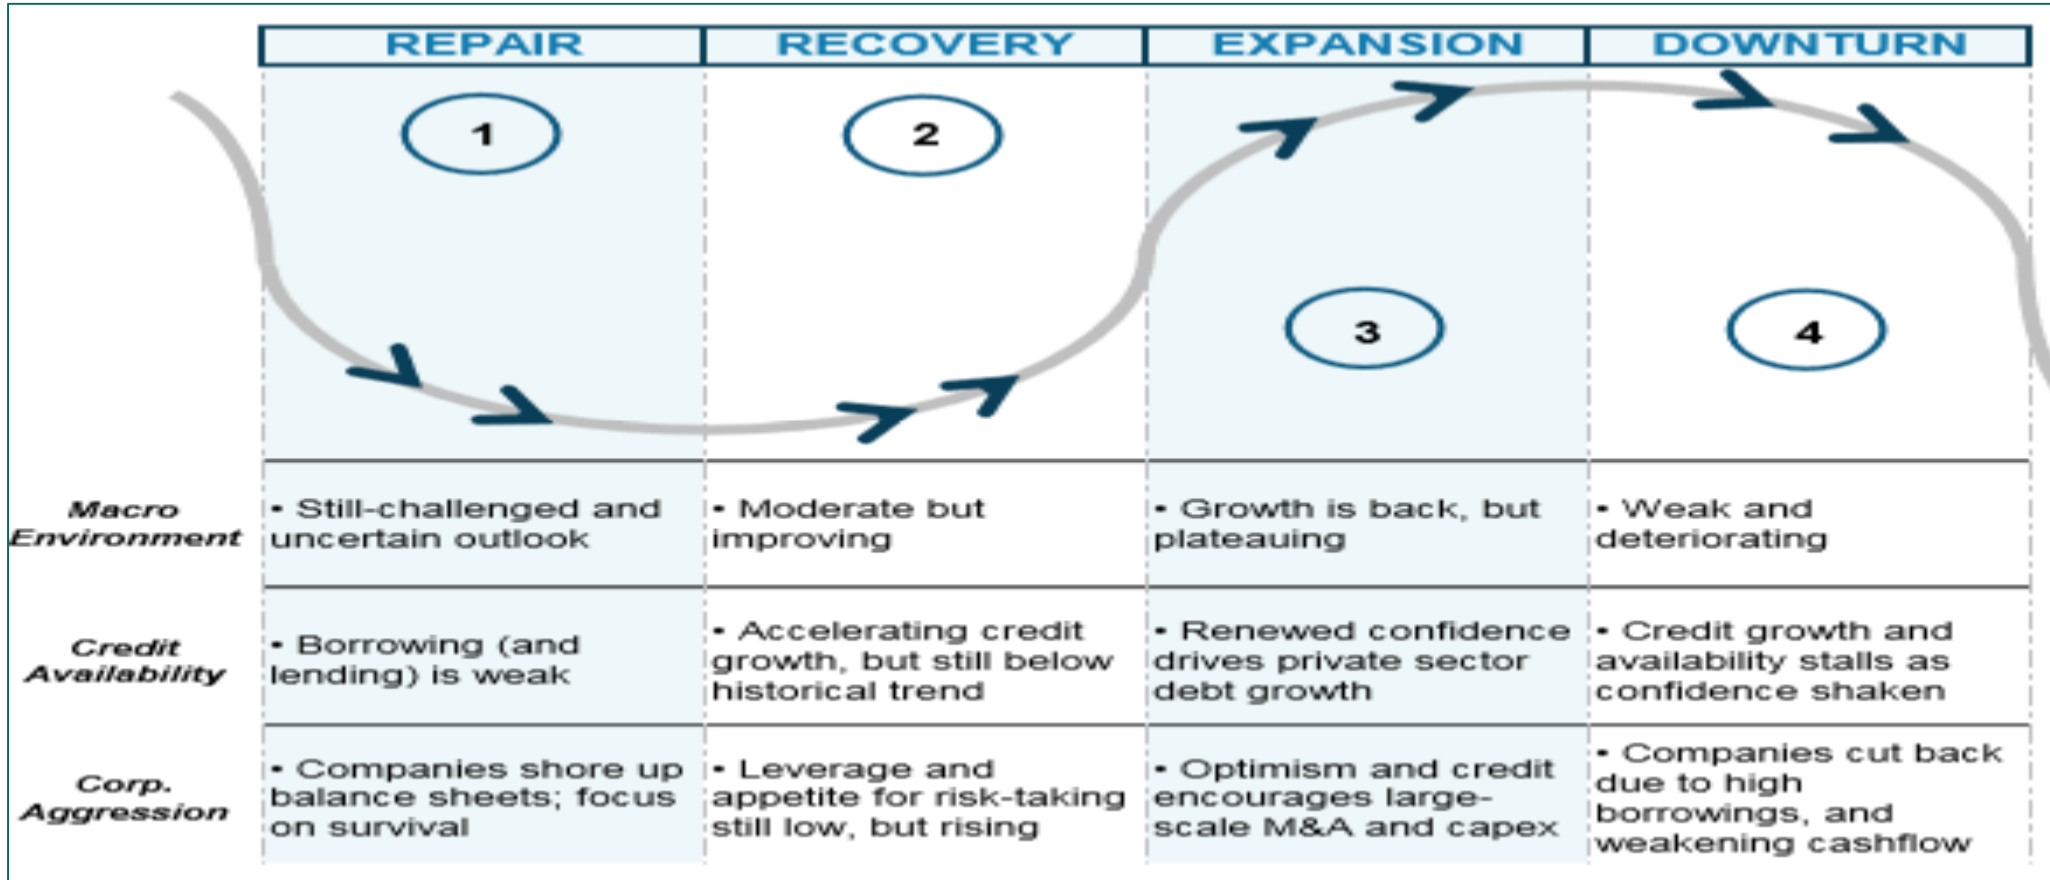 REPAIR RECOVERY EXPANSION DOWNTURN
1 2
3 4
Macro
Environment
• Still-challenged and
uncertain outlook
• Moderate but
improving
• Growth is back, but
plateauing
• Weak and
deteriorating
Credit
Availability
• Borrowing (and
lending) is weak
• Accelerating credit
growth, but still below
historical trend
• Renewed confidence
drives private sector
debt growth
• Credit growth and
availability stalls as
confidence shaken
Corp.
Aggression
• Companies shore up
balance sheets; focus
on survival
• Leverage and
appetite for risk-taking
still low, but rising
• Optimism and credit
encourages large-
scale M&A and capex
• Companies cut back
due to high
borrowings, and
weakening cashflow